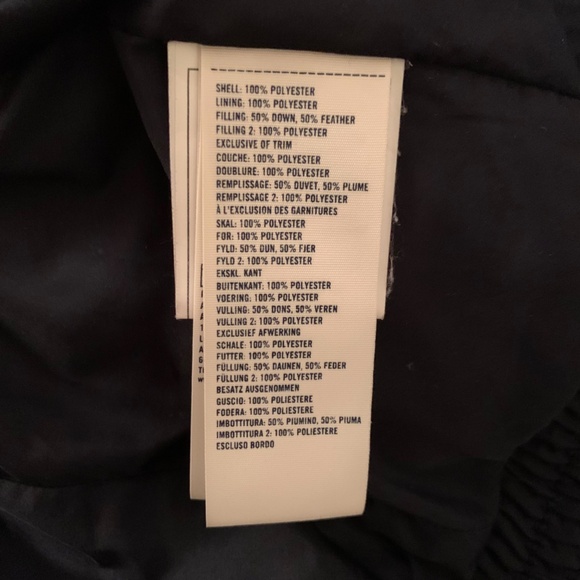 SHELL: 100% POLYESTER
LINING: 100% POLYESTER
FILLING: 50% DOWN, 50% FEATHER
FILLING 2: 100% POLYESTER
EXCLUSIVE OF TRIM
COUCHE: 100% POLYESTER
DOUBLURE: 100% POLYESTER
REMPLISSAGE: 50% DUVET, 50% PLUME
REMPLISSAGE 2: 100% POLYESTER
À L'EXCLUSION DES GARNITURES
SKAL: 100% POLYESTER
FOR: 100% POLYESTER
FYLD: 50% DUN, 50% FJER
FYLD 2: 100% POLYESTER
EKSKL. KANT
BUITENKANT: 100% POLYESTER
VOERING: 100% POLYESTER
VULLING: 50% DONS, 50% VEREN
VULLING 2: 100% POLYESTER
EXCLUSIEF AFWERKING
SCHALE: 100% POLYESTER
FUTTER: 100% POLYESTER
FÜLLUNG: 50% DAUNEN, 50% FEDER
FÜLLUNG 2: 100% POLYESTER
BESATZ AUSGENOMMEN
GUSCIO: 100% POLIESTERE
FODERA: 100% POLIESTERE
IMBOTTITURA: 50% PIUMINO, 50% PIUMA
IMBOTTITURA 2: 100% POLIESTERE
ESCLUSO BORDO